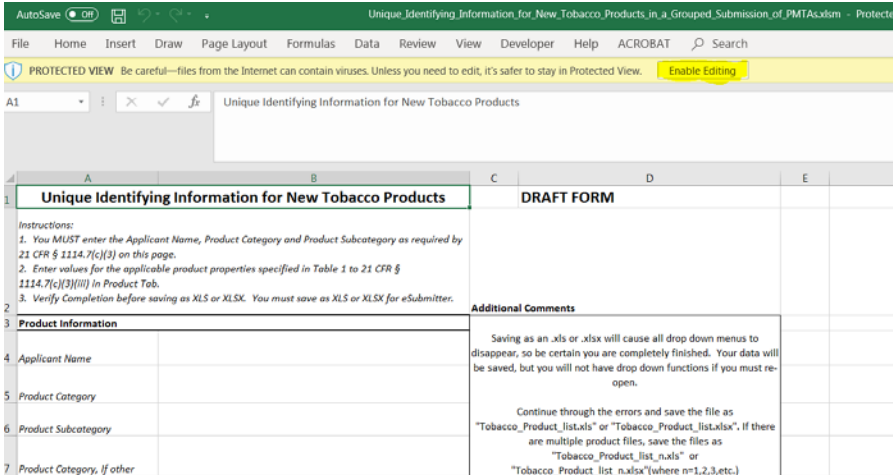 AutoSave Off Unique_Identifying_Information_for_New_Tobacco_Products_in_a_Grouped_Submission_of_PMTAs.xlsm - Protecte
File Home Insert Draw Page Layout Formulas Data Review View Developer Help ACROBAT Search
PROTECTED VIEW Be careful—files from the Internet can contain viruses. Unless you need to edit, it's safer to stay in Protected View. Enable Editing
A1 fx Unique Identifying Information for New Tobacco Products
A B C D E
1 Unique Identifying Information for New Tobacco Products DRAFT FORM
Instructions:
1. You MUST enter the Applicant Name, Product Category and Product Subcategory as required by
21 CFR § 1114.7(c)(3) on this page.
2. Enter values for the applicable product properties specified in Table 1 to 21 CFR §
1114.7(c)(3)(iii) in Product Tab.
3. Verify Completion before saving as XLS or XLSX. You must save as XLS or XLSX for eSubmitter.
2 Additional Comments
3 Product Information
4 Applicant Name
5 Product Category
6 Product Subcategory
7 Product Category, If other
Saving as an .xls or .xlsx will cause all drop down menus to
disappear, so be certain you are completely finished. Your data will
be saved, but you will not have drop down functions if you must re-
open.
Continue through the errors and save the file as
"Tobacco_Product_list.xls" or "Tobacco_Product_list.xlsx". If there
are multiple product files, save the files as
"Tobacco_Product_list_n.xls" or
"Tobacco_Product_list_n.xlsx"(where n=1,2,3,etc.)